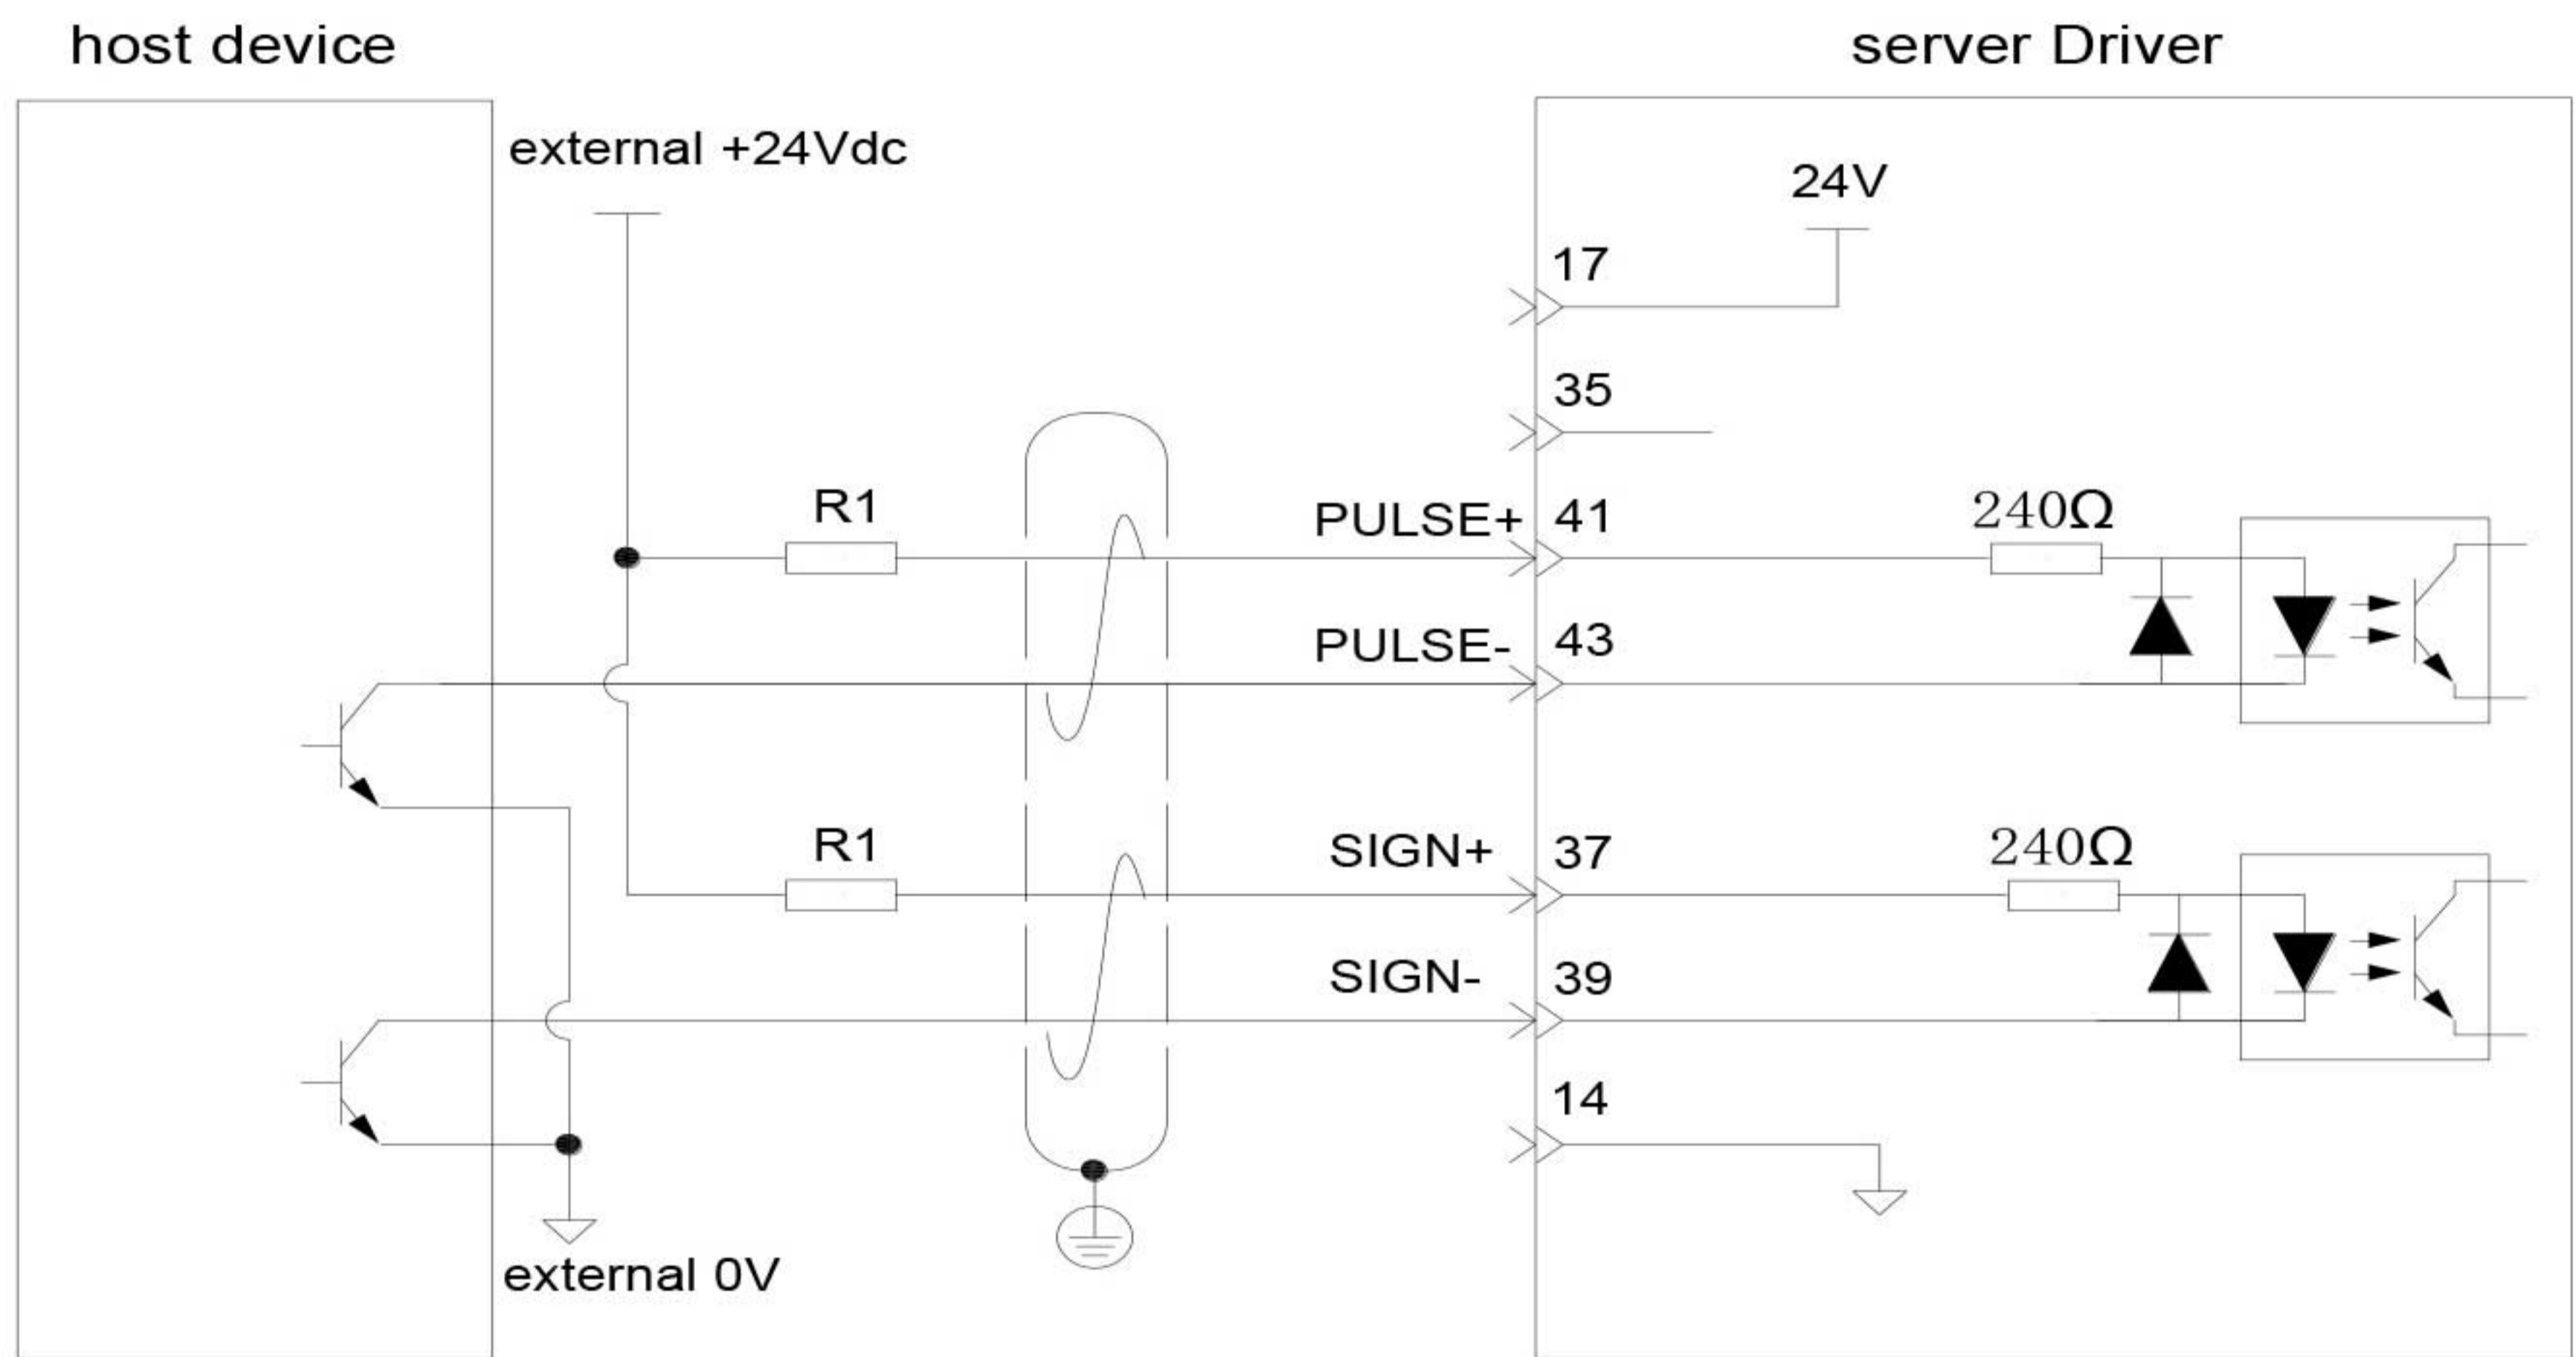 host device
server Driver
external +24Vdc
24V
17
35
R1
PULSE+
41
240Ω
PULSE-
43
R1
SIGN+
37
240Ω
SIGN-
39
14
external 0V